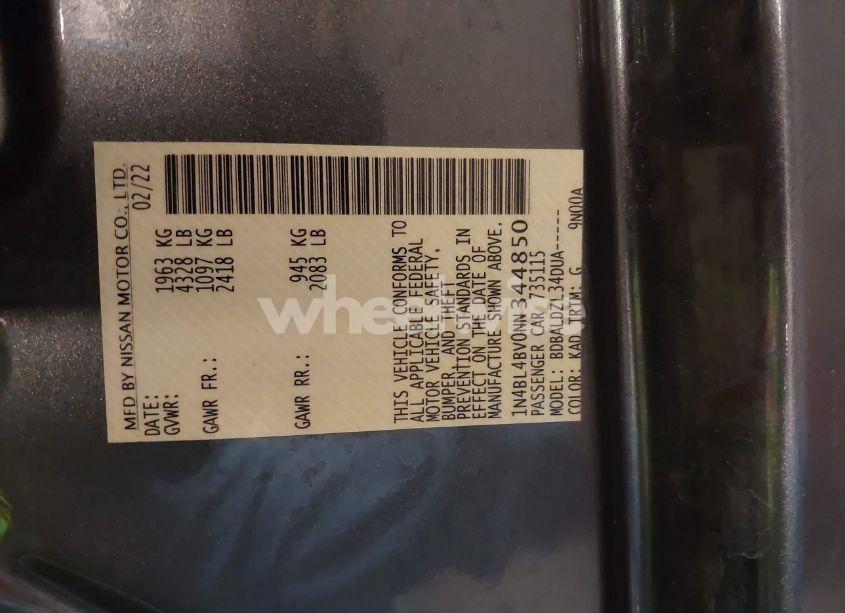 MFD BY NISSAN MOTOR CO., LTD.
DATE: 02/22
GVWR: 1963 KG
4328 LB
GAWR FR.: 1097 KG
2418 LB
GAWR RR.: 945 KG
2083 LB
THIS VEHICLE CONFORMS TO
ALL APPLICABLE FEDERAL
MOTOR VEHICLE SAFETY,
BUMPER, AND THEFT
PREVENTION STANDARDS IN
EFFECT ON THE DATE OF
MANUFACTURE SHOWN ABOVE.
1N4BL4BV0NN344850
PASSENGER CAR 1735115
MODEL: BDBALDZL34DUA-----
COLOR: KAD TRIM: G 9N00A